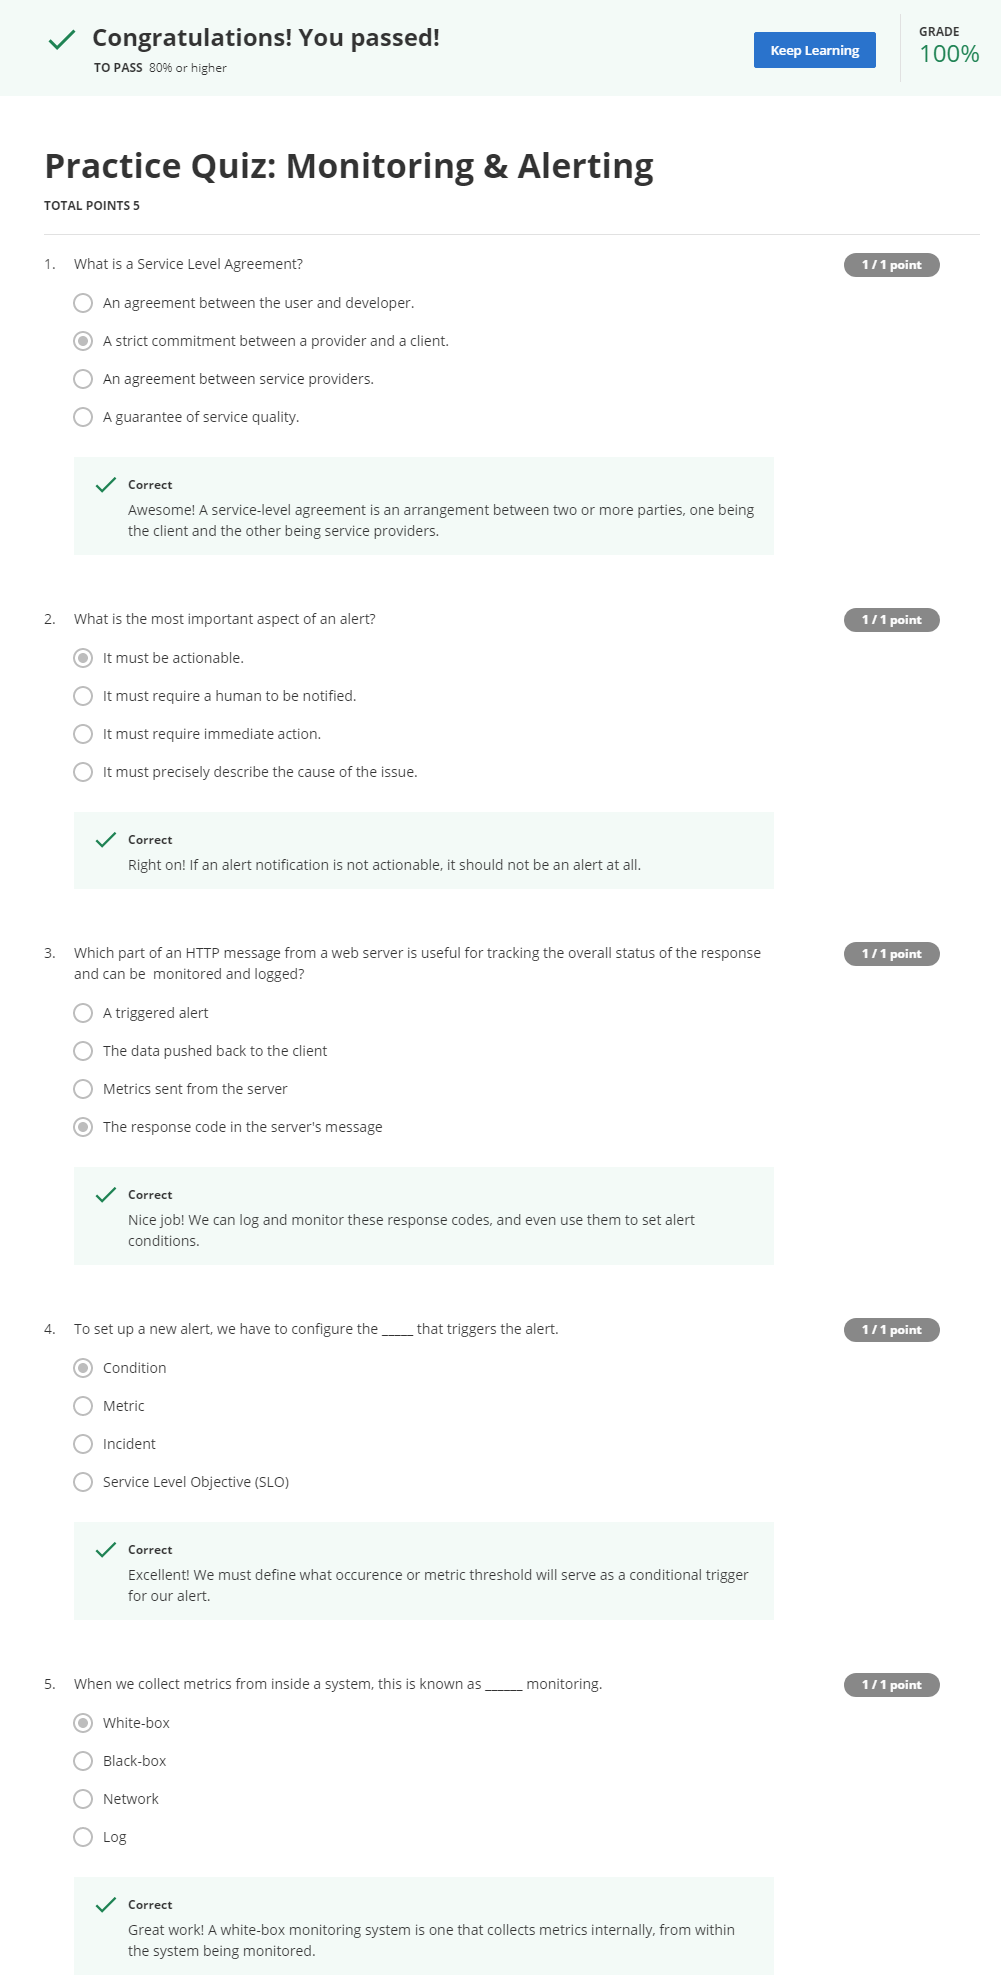 Congratulations! You passed!
TO PASS 80% or higher
Keep Learning
GRADE
100%
Practice Quiz: Monitoring & Alerting
TOTAL POINTS 5
1. What is a Service Level Agreement?
1 / 1 point
An agreement between the user and developer.
A strict commitment between a provider and a client.
An agreement between service providers.
A guarantee of service quality.
Correct
Awesome! A service-level agreement is an arrangement between two or more parties, one being
the client and the other being service providers.
2. What is the most important aspect of an alert?
1 / 1 point
It must be actionable.
It must require a human to be notified.
It must require immediate action.
It must precisely describe the cause of the issue.
Correct
Right on! If an alert notification is not actionable, it should not be an alert at all.
3. Which part of an HTTP message from a web server is useful for tracking the overall status of the response
and can be  monitored and logged?
1 / 1 point
A triggered alert
The data pushed back to the client
Metrics sent from the server
The response code in the server's message
Correct
Nice job! We can log and monitor these response codes, and even use them to set alert
conditions.
4. To set up a new alert, we have to configure the _____ that triggers the alert.
1 / 1 point
Condition
Metric
Incident
Service Level Objective (SLO)
Correct
Excellent! We must define what occurence or metric threshold will serve as a conditional trigger
for our alert.
5. When we collect metrics from inside a system, this is known as ______ monitoring.
1 / 1 point
White-box
Black-box
Network
Log
Correct
Great work! A white-box monitoring system is one that collects metrics internally, from within
the system being monitored.